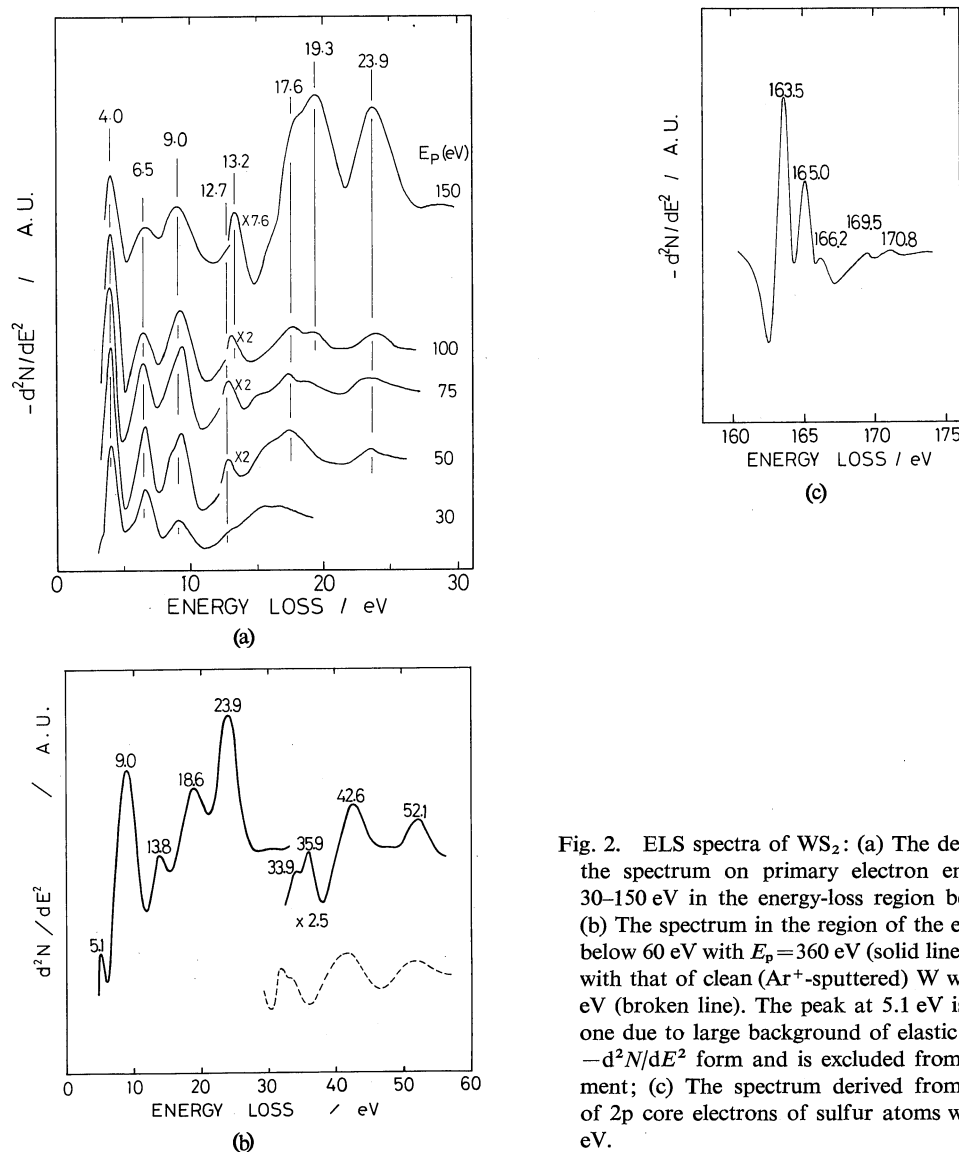 19.3
17.6
23.9
4.0
9.0
6.5
13.2
12.7
Ep (eV)
150
×7.6
×2
100
×2
75
×2
50
30
-d²N/dE² / A. U.
0
10
20
30
ENERGY LOSS / eV
(a)
163.5
165.0
166.2
169.5
170.8
-d²N/dE² / A. U.
160
165
170
175
ENERGY LOSS / eV
(c)
23.9
9.0
18.6
13.8
5.1
42.6
52.1
35.9
33.9
× 2.5
d²N/dE² / A. U.
0
10
20
30
40
50
60
ENERGY LOSS / eV
(b)
Fig. 2. ELS spectra of WS₂: (a) The de
the spectrum on primary electron en
30–150 eV in the energy-loss region be
(b) The spectrum in the region of the e
below 60 eV with Eₚ=360 eV (solid line
with that of clean (Ar⁺-sputtered) W w
eV (broken line). The peak at 5.1 eV is
one due to large background of elastic
—d²N/dE² form and is excluded from
ment; (c) The spectrum derived from
of 2p core electrons of sulfur atoms w
eV.